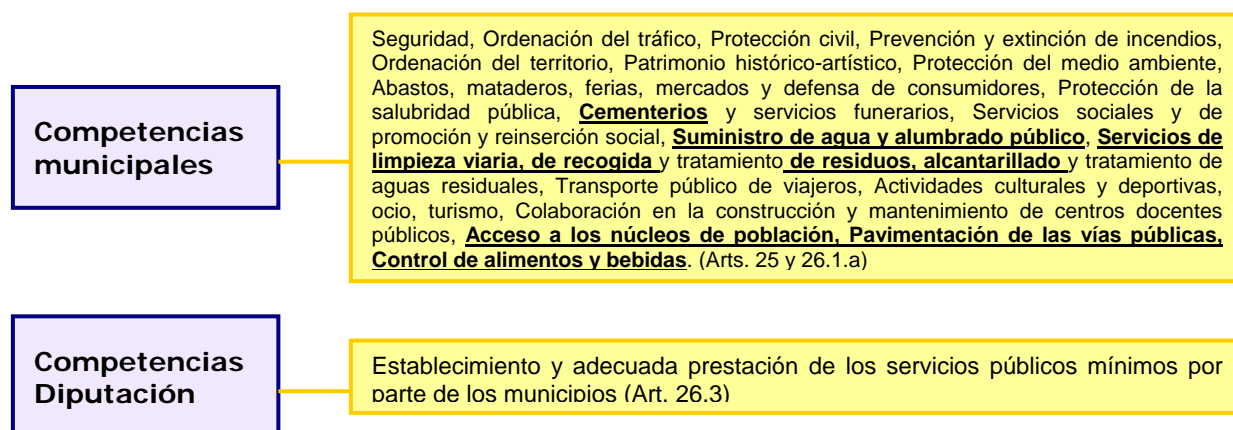 Competencias
municipales
Seguridad, Ordenación del tráfico, Protección civil, Prevención y extinción de incendios,
Ordenación del territorio, Patrimonio histórico-artístico, Protección del medio ambiente,
Abastos, mataderos, ferias, mercados y defensa de consumidores, Protección de la
salubridad pública, Cementerios y servicios funerarios, Servicios sociales y de
promoción y reinserción social, Suministro de agua y alumbrado público, Servicios de
limpieza viaria, de recogida y tratamiento de residuos, alcantarillado y tratamiento de
aguas residuales, Transporte público de viajeros, Actividades culturales y deportivas,
ocio, turismo, Colaboración en la construcción y mantenimiento de centros docentes
públicos, Acceso a los núcleos de población, Pavimentación de las vías públicas,
Control de alimentos y bebidas. (Arts. 25 y 26.1.a)
Competencias
Diputación
Establecimiento y adecuada prestación de los servicios públicos mínimos por
parte de los municipios (Art. 26.3)